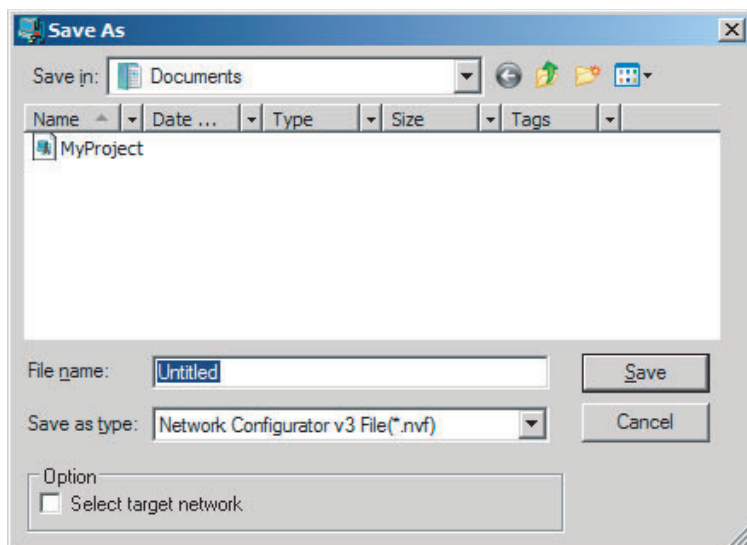 Save As
Save in: Documents
Name Date ... Type Size Tags
MyProject
File name: Untitled Save
Save as type: Network Configurator v3 File(*.nvf) Cancel
Option
Select target network